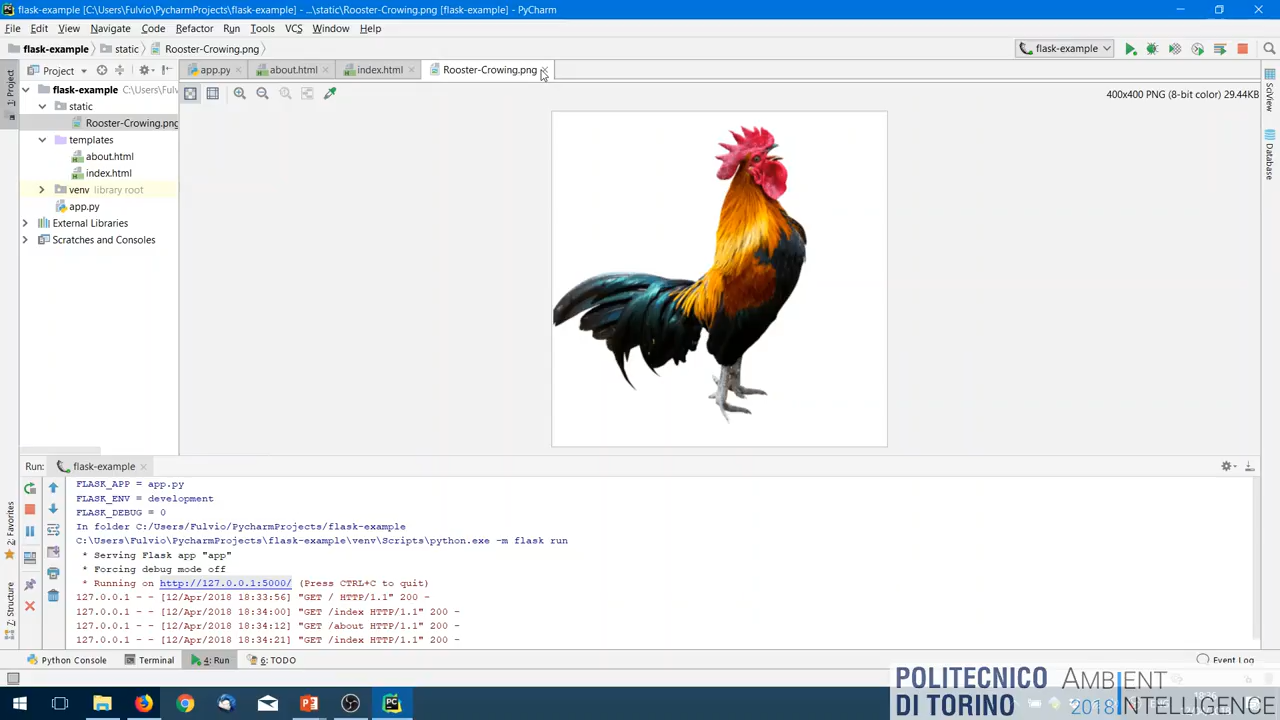 flask-example [C:\Users\Fulvio\PycharmProjects\flask-example] - ...\static\Rooster-Crowing.png [flask-example] - PyCharm
File Edit View Navigate Code Refactor Run Tools VCS Window Help
flask-example static Rooster-Crowing.png flask-example
1: Project Project app.py about.html index.html Rooster-Crowing.png
400x400 PNG (8-bit color) 29.44KB
flask-example C:\Users\Fulv
static
Rooster-Crowing.png
templates
about.html
index.html
venv library root
app.py
External Libraries
Scratches and Consoles
SciView
Database
Run: flask-example
FLASK_APP = app.py
FLASK_ENV = development
FLASK_DEBUG = 0
In folder C:/Users/Fulvio/PycharmProjects/flask-example
C:\Users\Fulvio\PycharmProjects\flask-example\venv\Scripts\python.exe -m flask run
* Serving Flask app "app"
* Forcing debug mode off
* Running on http://127.0.0.1:5000/ (Press CTRL+C to quit)
127.0.0.1 - - [12/Apr/2018 18:33:56] "GET / HTTP/1.1" 200 -
127.0.0.1 - - [12/Apr/2018 18:34:00] "GET /index HTTP/1.1" 200 -
127.0.0.1 - - [12/Apr/2018 18:34:12] "GET /about HTTP/1.1" 200 -
127.0.0.1 - - [12/Apr/2018 18:34:21] "GET /index HTTP/1.1" 200 -
2: Favorites
7: Structure
Python Console Terminal 4: Run 6: TODO Event Log
POLITECNICO
DI TORINO
AMBIENT
2018 INTELLIGENCE